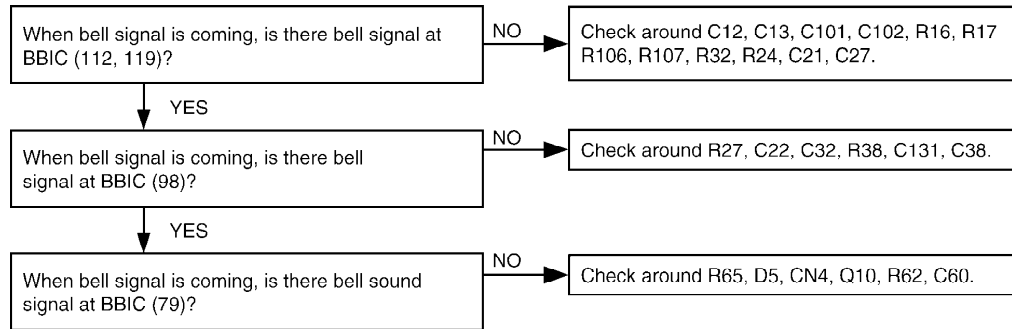 When bell signal is coming, is there bell signal at
BBIC (112, 119)?
NO
Check around C12, C13, C101, C102, R16, R17
R106, R107, R32, R24, C21, C27.
YES
When bell signal is coming, is there bell
signal at BBIC (98)?
NO
Check around R27, C22, C32, R38, C131, C38.
YES
When bell signal is coming, is there bell sound
signal at BBIC (79)?
NO
Check around R65, D5, CN4, Q10, R62, C60.